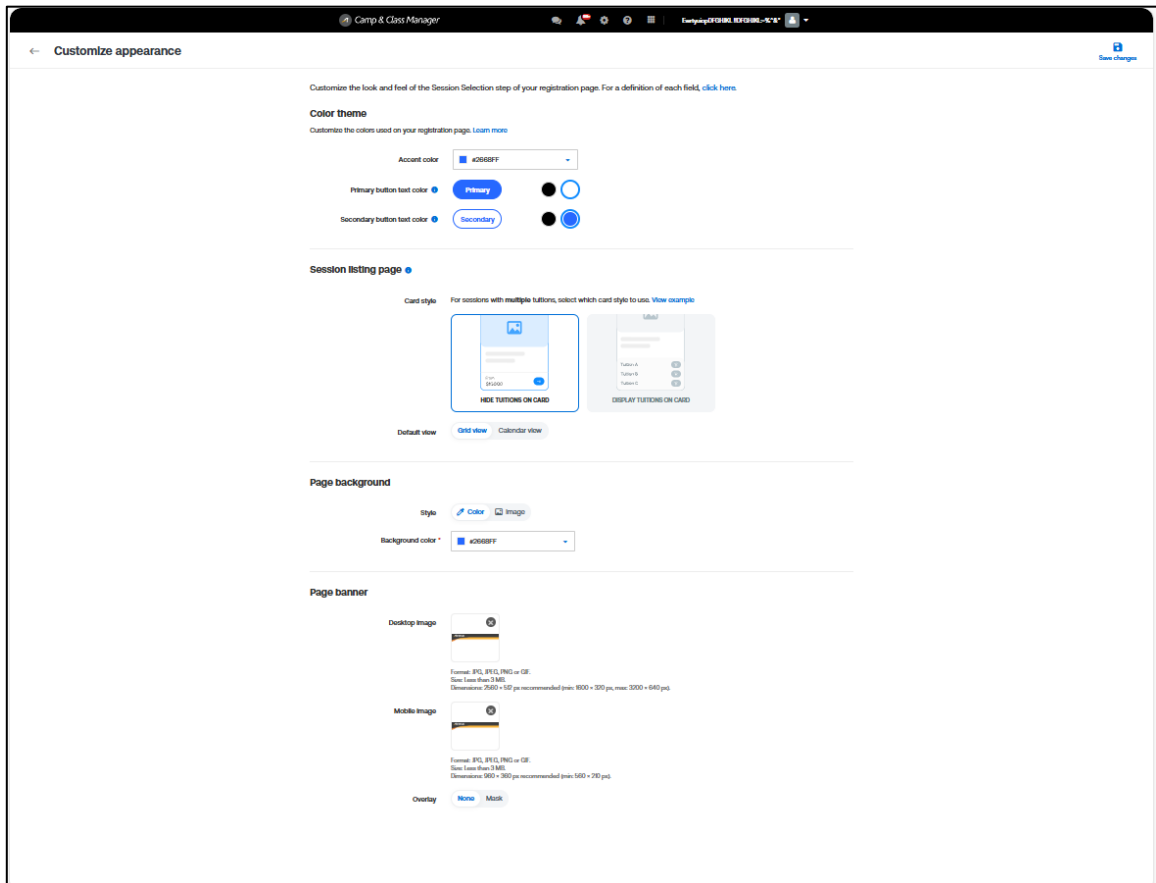 Camp & Class Manager
Customize appearance
Save changes
Customize the look and feel of the Session Selection step of your registration page. For a definition of each field, click here.
Color theme
Customize the colors used on your registration page. Learn more
Accent color
#2668FF
Primary button text color
Primary
Secondary button text color
Secondary
Session listing page
Card style
For sessions with multiple tuitions, select which card style to use. View example
From
HIDE TUITIONS ON CARD
Tuition A
Tuition B
Tuition C
DISPLAY TUITIONS ON CARD
Default view
Grid view
Calendar view
Page background
Style
Color
Image
Background color *
#2668FF
Page banner
Desktop image
Format: JPG, JPEG, PNG or GIF.
Size: Less than 3 MB.
Dimensions: 2560 × 512 px recommended (min: 1600 × 320 px, max: 3200 × 640 px).
Mobile image
Format: JPG, JPEG, PNG or GIF.
Size: Less than 3 MB.
Dimensions: 960 × 360 px recommended (min: 560 × 210 px).
Overlay
None
Mask